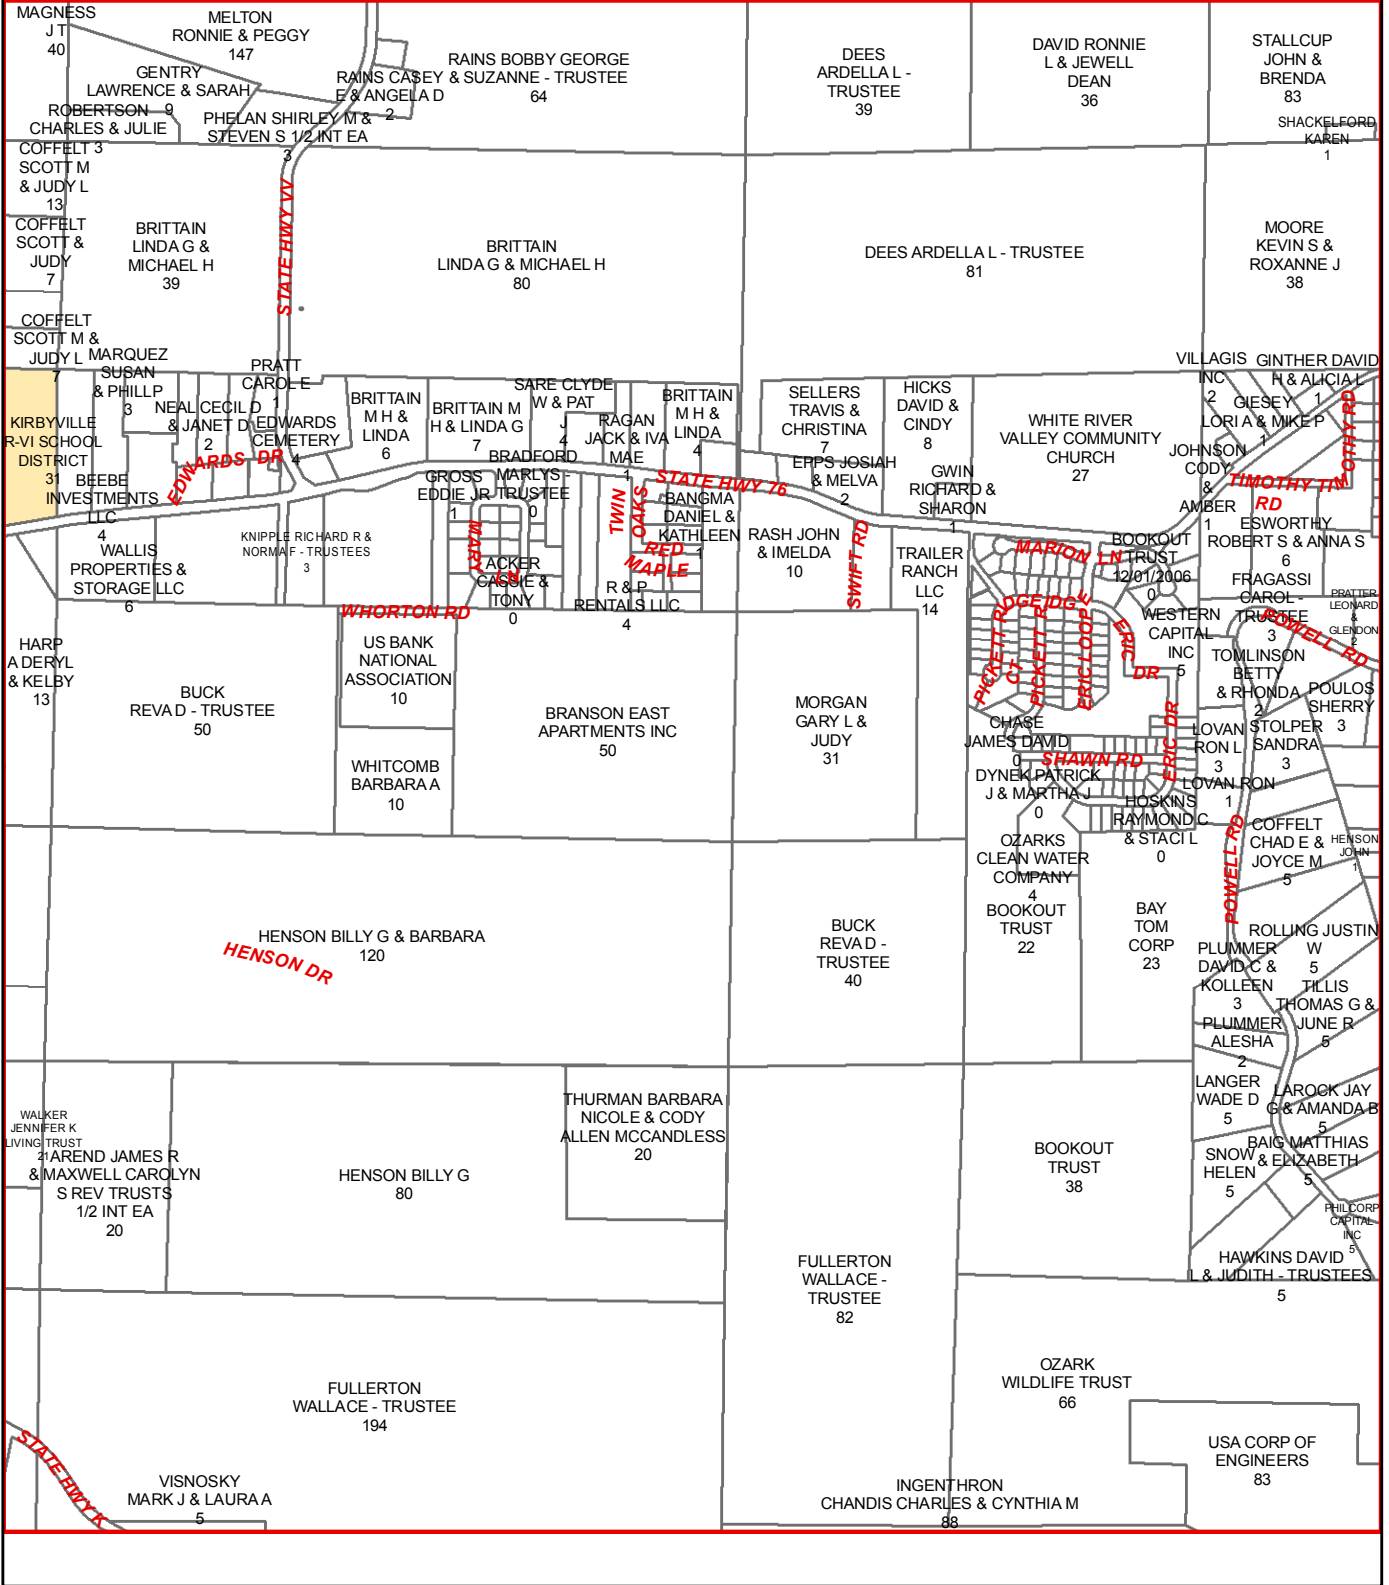 MAGNESS
J T
40
MELTON
RONNIE & PEGGY
147
GENTRY
LAWRENCE & SARAH
9
ROBERTSON
CHARLES & JULIE
3
RAINS CASEY
E & ANGELA D
2
RAINS BOBBY GEORGE
& SUZANNE - TRUSTEE
64
PHELAN SHIRLEY M &
STEVEN S 1/2 INT EA
3
DEES
ARDELLA L -
TRUSTEE
39
DAVID RONNIE
L & JEWELL
DEAN
36
STALLCUP
JOHN &
BRENDA
83
SHACKELFORD
KAREN
1
COFFELT
SCOTT M
& JUDY L
13
COFFELT
SCOTT &
JUDY
7
BRITTAIN
LINDA G &
MICHAEL H
39
STATE HWY VV
BRITTAIN
LINDA G & MICHAEL H
80
DEES ARDELLA L - TRUSTEE
81
MOORE
KEVIN S &
ROXANNE J
38
COFFELT
SCOTT M &
JUDY L
7
MARQUEZ
SUSAN
& PHILLP
3
PRATT
CAROL E
1
NEAL CECIL D
& JANET D
2
EDWARDS
CEMETERY
4
KIRBYVILLE
R-VI SCHOOL
DISTRICT
31
EDWARDS DR
BEEBE
INVESTMENTS
LLC
4
BRITTAIN
M H &
LINDA
6
BRITTAIN M
H & LINDA G
7
SARE CLYDE
W & PAT
J
4
RAGAN
JACK & IVA
MAE
1
BRITTAIN
M H &
LINDA
4
SELLERS
TRAVIS &
CHRISTINA
7
HICKS
DAVID &
CINDY
8
WHITE RIVER
VALLEY COMMUNITY
CHURCH
27
VILLAGIS
INC
2
GINTHER DAVID
H & ALICIA L
1
GIESEY
LORI A & MIKE P
1
JOHNSON
CODY
&
AMBER
1
TIMOTHY
RD
ESWORTHY
ROBERT S & ANNA S
6
GROSS
EDDIE JR
1
BRADFORD
MARLYS -
TRUSTEE
0
STATE HWY 76
EPPS JOSIAH
& MELVA
2
GWIN
RICHARD &
SHARON
1
TWIN
OAKS
BANGMA
DANIEL &
KATHLEEN
1
RED
MAPLE
RASH JOHN
& IMELDA
10
SWIFT RD
TRAILER
RANCH
LLC
14
MARION LN
BOOKOUT
TRUST
12/01/2006
0
KNIPPLE RICHARD R &
NORMA F - TRUSTEES
3
WALLIS
PROPERTIES &
STORAGE LLC
6
MARY
LN
ACKER
CASSIE &
TONY
0
R & P
RENTALS LLC
4
WHORTON RD
FRAGASSI
CAROL -
TRUSTEE
3
PRATTER
LEONARD
&
GLENDON
2
POWELL RD
WESTERN
CAPITAL
INC
5
PICKETT
CT
PICKETT
ERIC LOOP
ERIC
DR
TOMLINSON
BETTY
& RHONDA
2
POULOS
SHERRY
3
HARP
A DERYL
& KELBY
13
BUCK
REVA D - TRUSTEE
50
US BANK
NATIONAL
ASSOCIATION
10
WHITCOMB
BARBARA A
10
BRANSON EAST
APARTMENTS INC
50
MORGAN
GARY L &
JUDY
31
CHASE
JAMES DAVID
0
SHAWN RD
ERIC DR
LOVAN
RON L
3
STOLPER
SANDRA
3
LOVAN RON
1
DYNEK PATRICK
J & MARTHA J
0
HOSKINS
RAYMOND C
& STACI L
0
COFFELT
CHAD E &
JOYCE M
5
HENSON
JOHN
1
POWELL RD
OZARKS
CLEAN WATER
COMPANY
4
BOOKOUT
TRUST
22
BAY
TOM
CORP
23
HENSON BILLY G & BARBARA
120
HENSON DR
BUCK
REVA D -
TRUSTEE
40
ROLLING JUSTIN
W
5
PLUMMER
DAVID C &
KOLLEEN
3
TILLIS
THOMAS G &
JUNE R
5
PLUMMER
ALESHA
2
LANGER
WADE D
5
LAROCK JAY
G & AMANDA B
5
BAIG MATTHIAS
& ELIZABETH
5
SNOW
HELEN
5
PHILCORP
CAPITAL
INC
5
HAWKINS DAVID
L & JUDITH - TRUSTEES
5
WALKER
JENNIFER K
LIVING TRUST
21
AREND JAMES R
& MAXWELL CAROLYN
S REV TRUSTS
1/2 INT EA
20
HENSON BILLY G
80
THURMAN BARBARA
NICOLE & CODY
ALLEN MCCANDLESS
20
BOOKOUT
TRUST
38
FULLERTON
WALLACE -
TRUSTEE
82
FULLERTON
WALLACE - TRUSTEE
194
OZARK
WILDLIFE TRUST
66
USA CORP OF
ENGINEERS
83
STATE HWY K
VISNOSKY
MARK J & LAURA A
5
INGENTHRON
CHANDIS CHARLES & CYNTHIA M
88